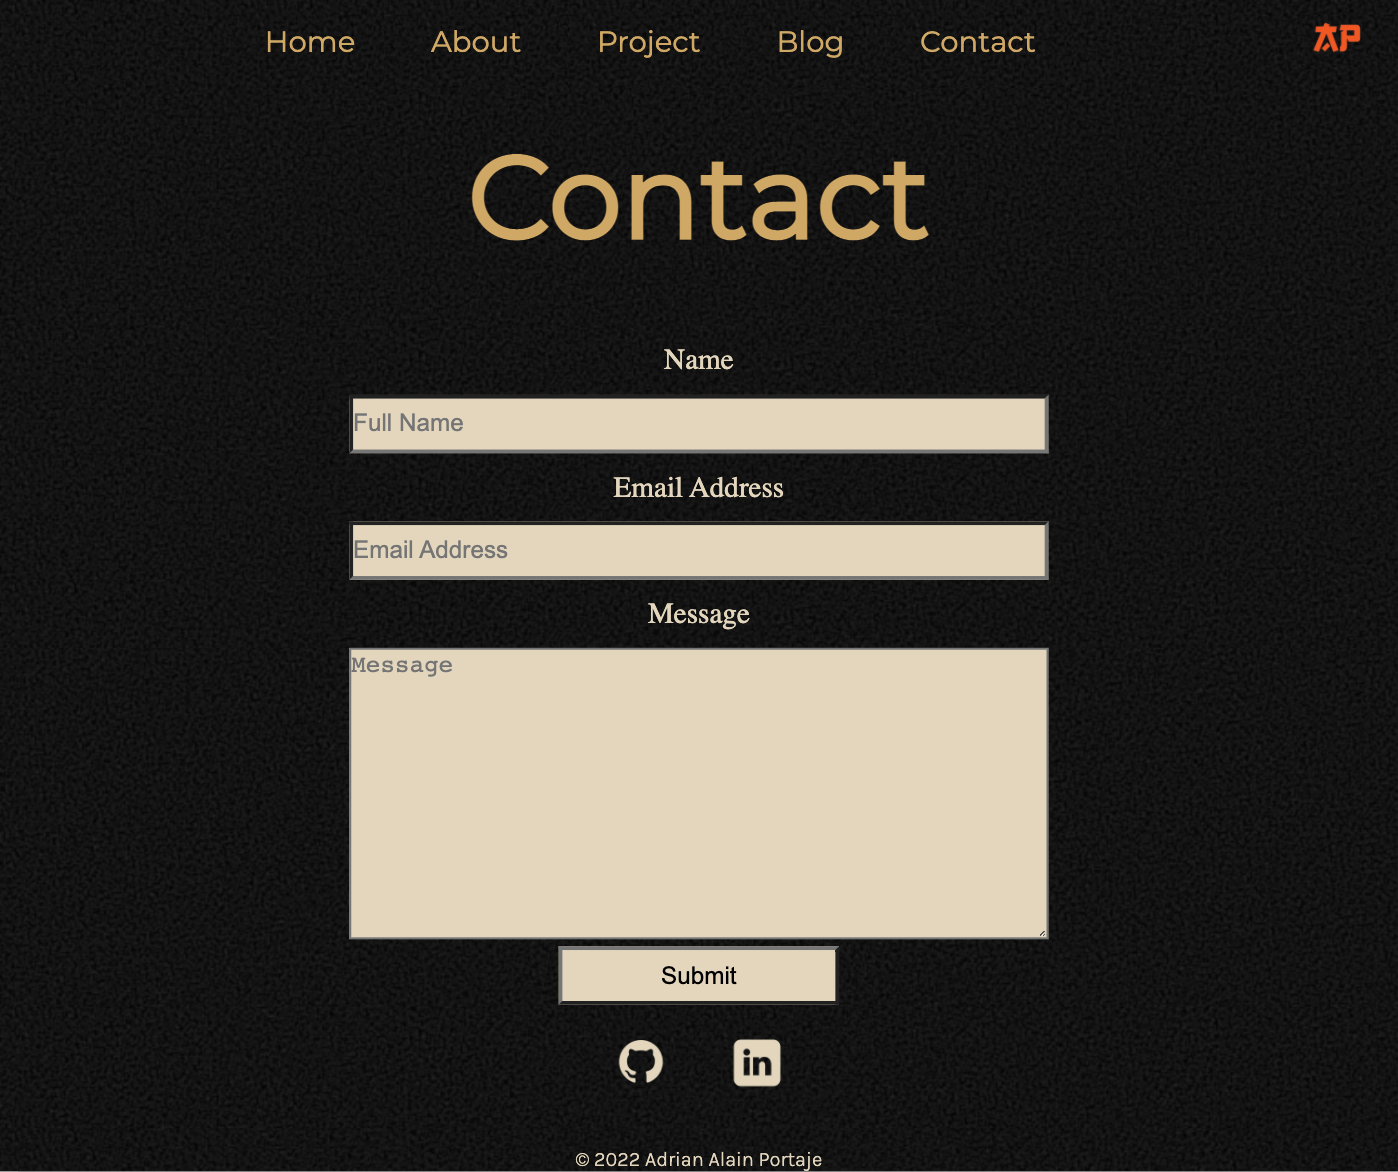 Home About Project Blog Contact AP
Contact
Name
Full Name
Email Address
Email Address
Message
Message
Submit
in
© 2022 Adrian Alain Portaje